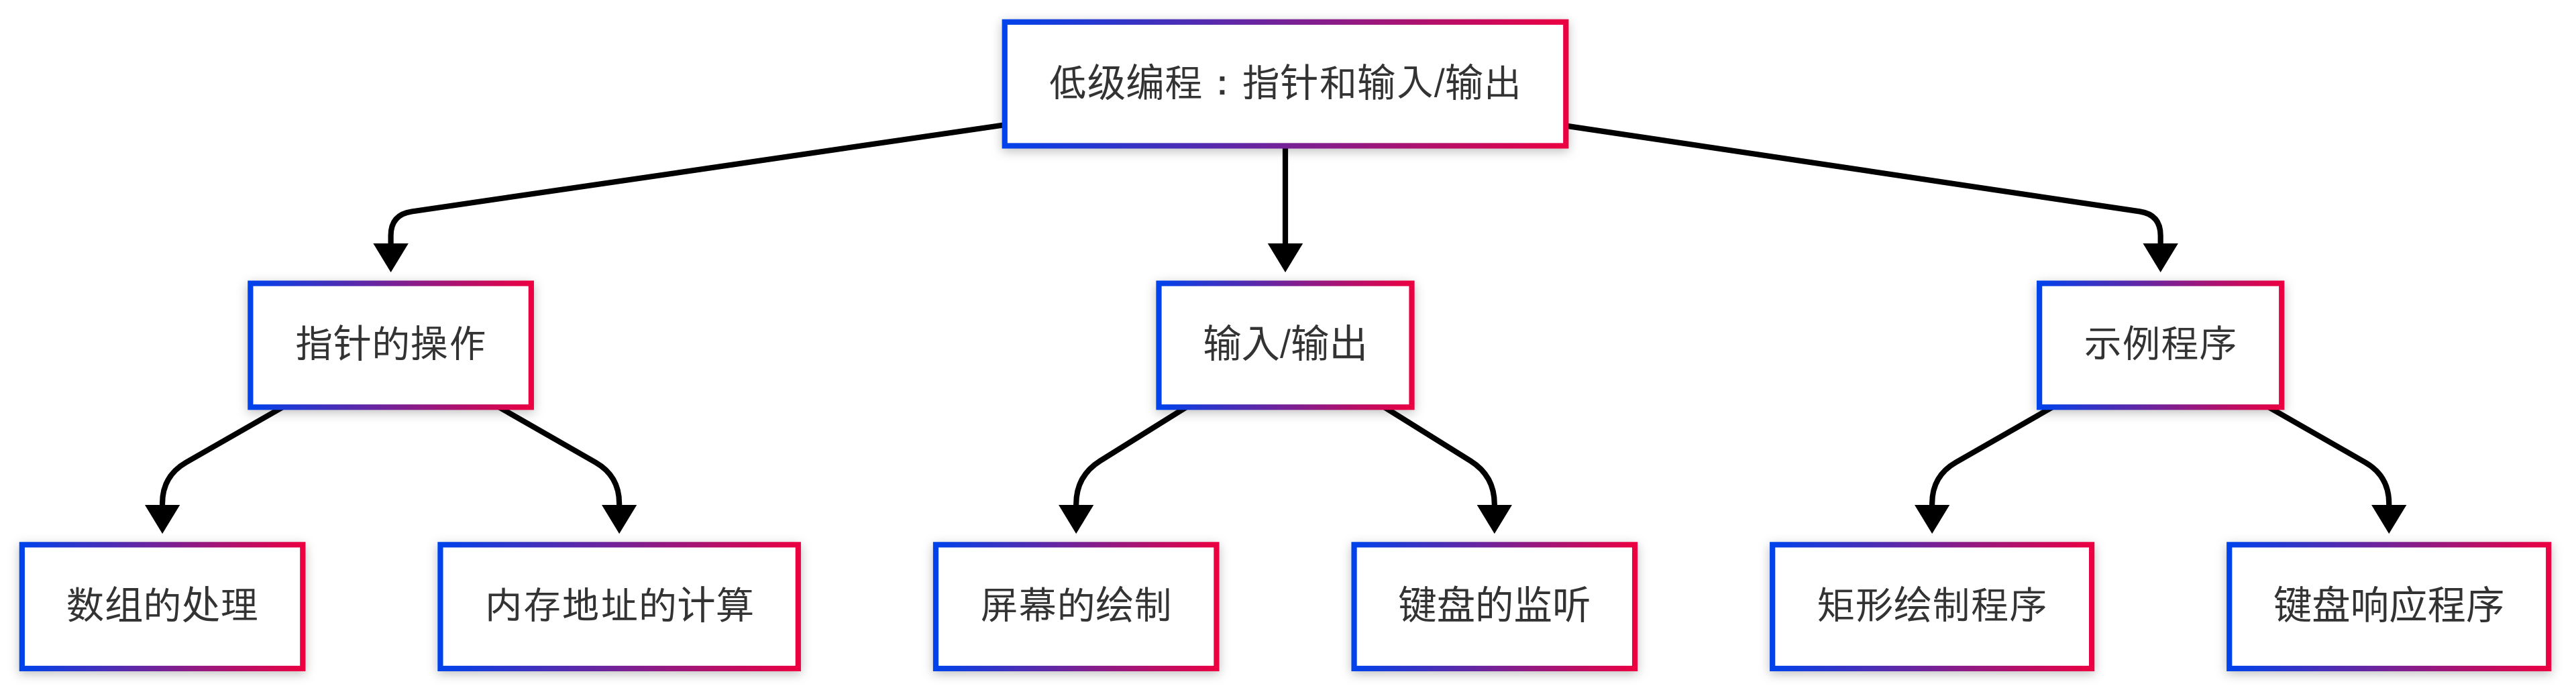 低级编程：指针和输入/输出
指针的操作
输入/输出
示例程序
数组的处理
内存地址的计算
屏幕的绘制
键盘的监听
矩形绘制程序
键盘响应程序